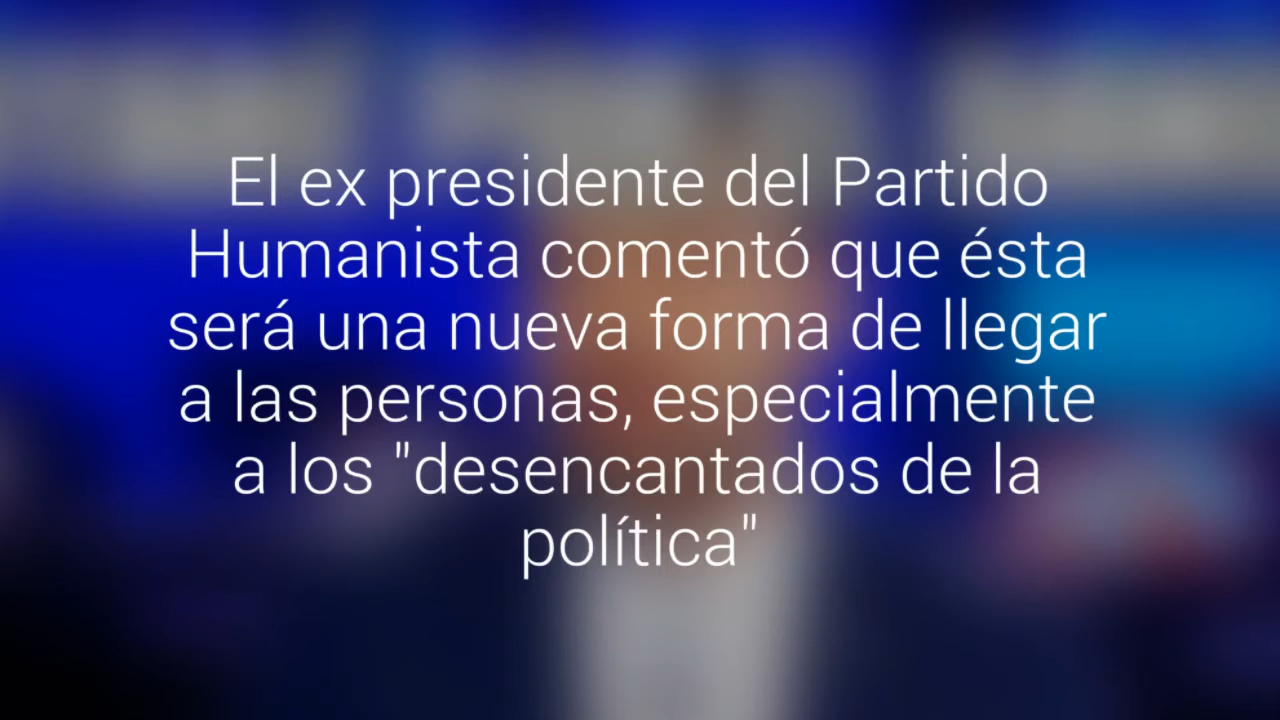 El ex presidente del Partido
Humanista comentó que ésta
será una nueva forma de llegar
a las personas, especialmente
a los "desencantados de la
política"